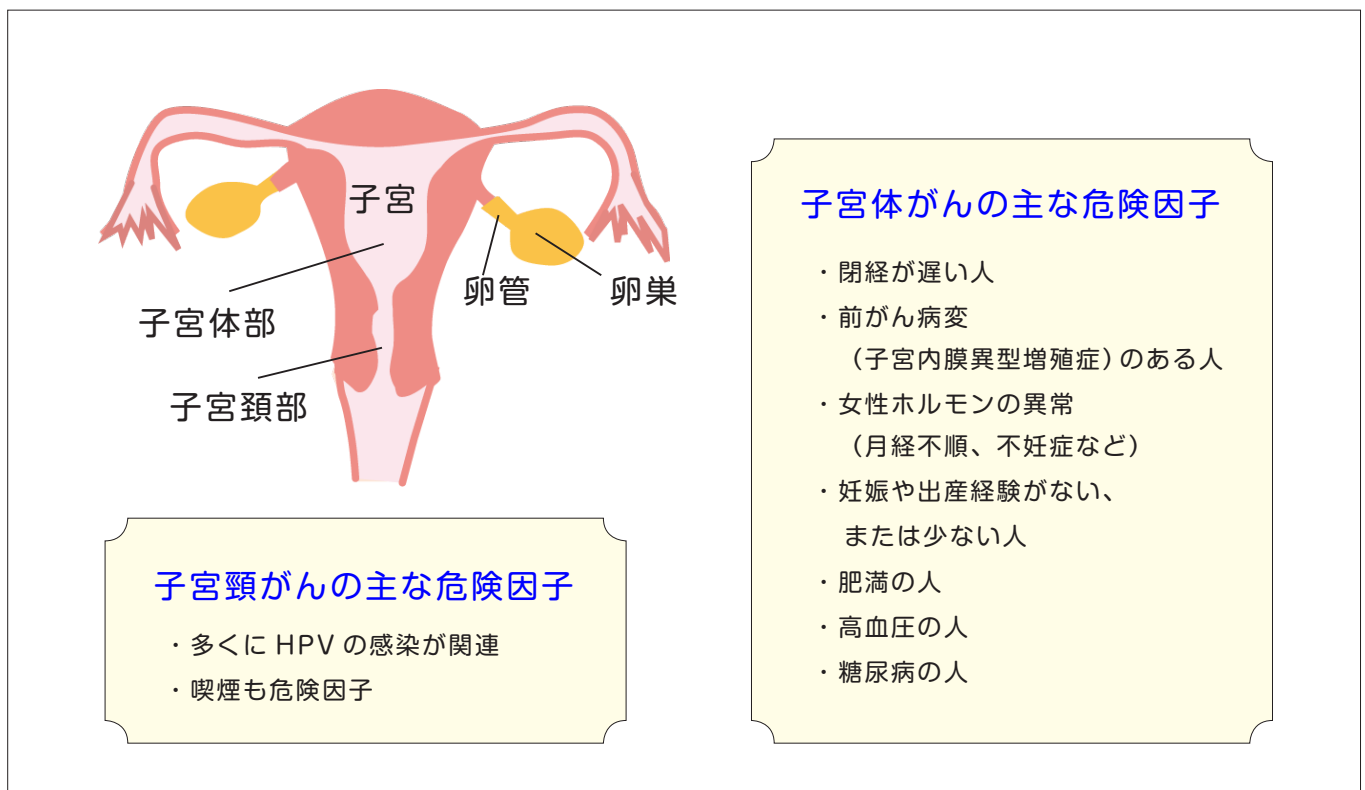 子宮
卵管
卵巣
子宮体部
子宮頚部
子宮頸がんの主な危険因子
・多くに HPV の感染が関連
・喫煙も危険因子
子宮体がんの主な危険因子
・閉経が遅い人
・前がん病変
（子宮内膜異型増殖症）のある人
・女性ホルモンの異常
（月経不順、不妊症など）
・妊娠や出産経験がない、
または少ない人
・肥満の人
・高血圧の人
・糖尿病の人